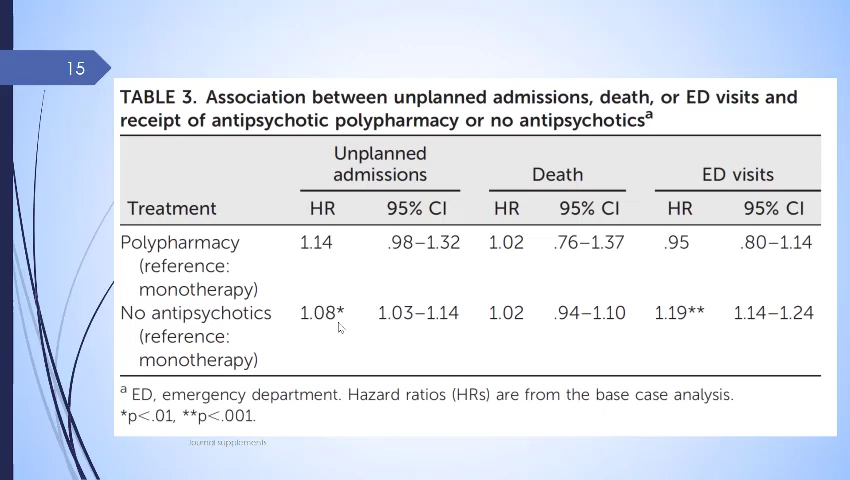 15
TABLE 3. Association between unplanned admissions, death, or ED visits and
receipt of antipsychotic polypharmacy or no antipsychoticsᵃ
Unplanned
admissions Death ED visits
Treatment HR 95% CI HR 95% CI HR 95% CI
Polypharmacy 1.14 .98–1.32 1.02 .76–1.37 .95 .80–1.14
(reference:
monotherapy)
No antipsychotics 1.08* 1.03–1.14 1.02 .94–1.10 1.19** 1.14–1.24
(reference:
monotherapy)
ᵃ ED, emergency department. Hazard ratios (HRs) are from the base case analysis.
*p<.01, **p<.001.
Journal supplements